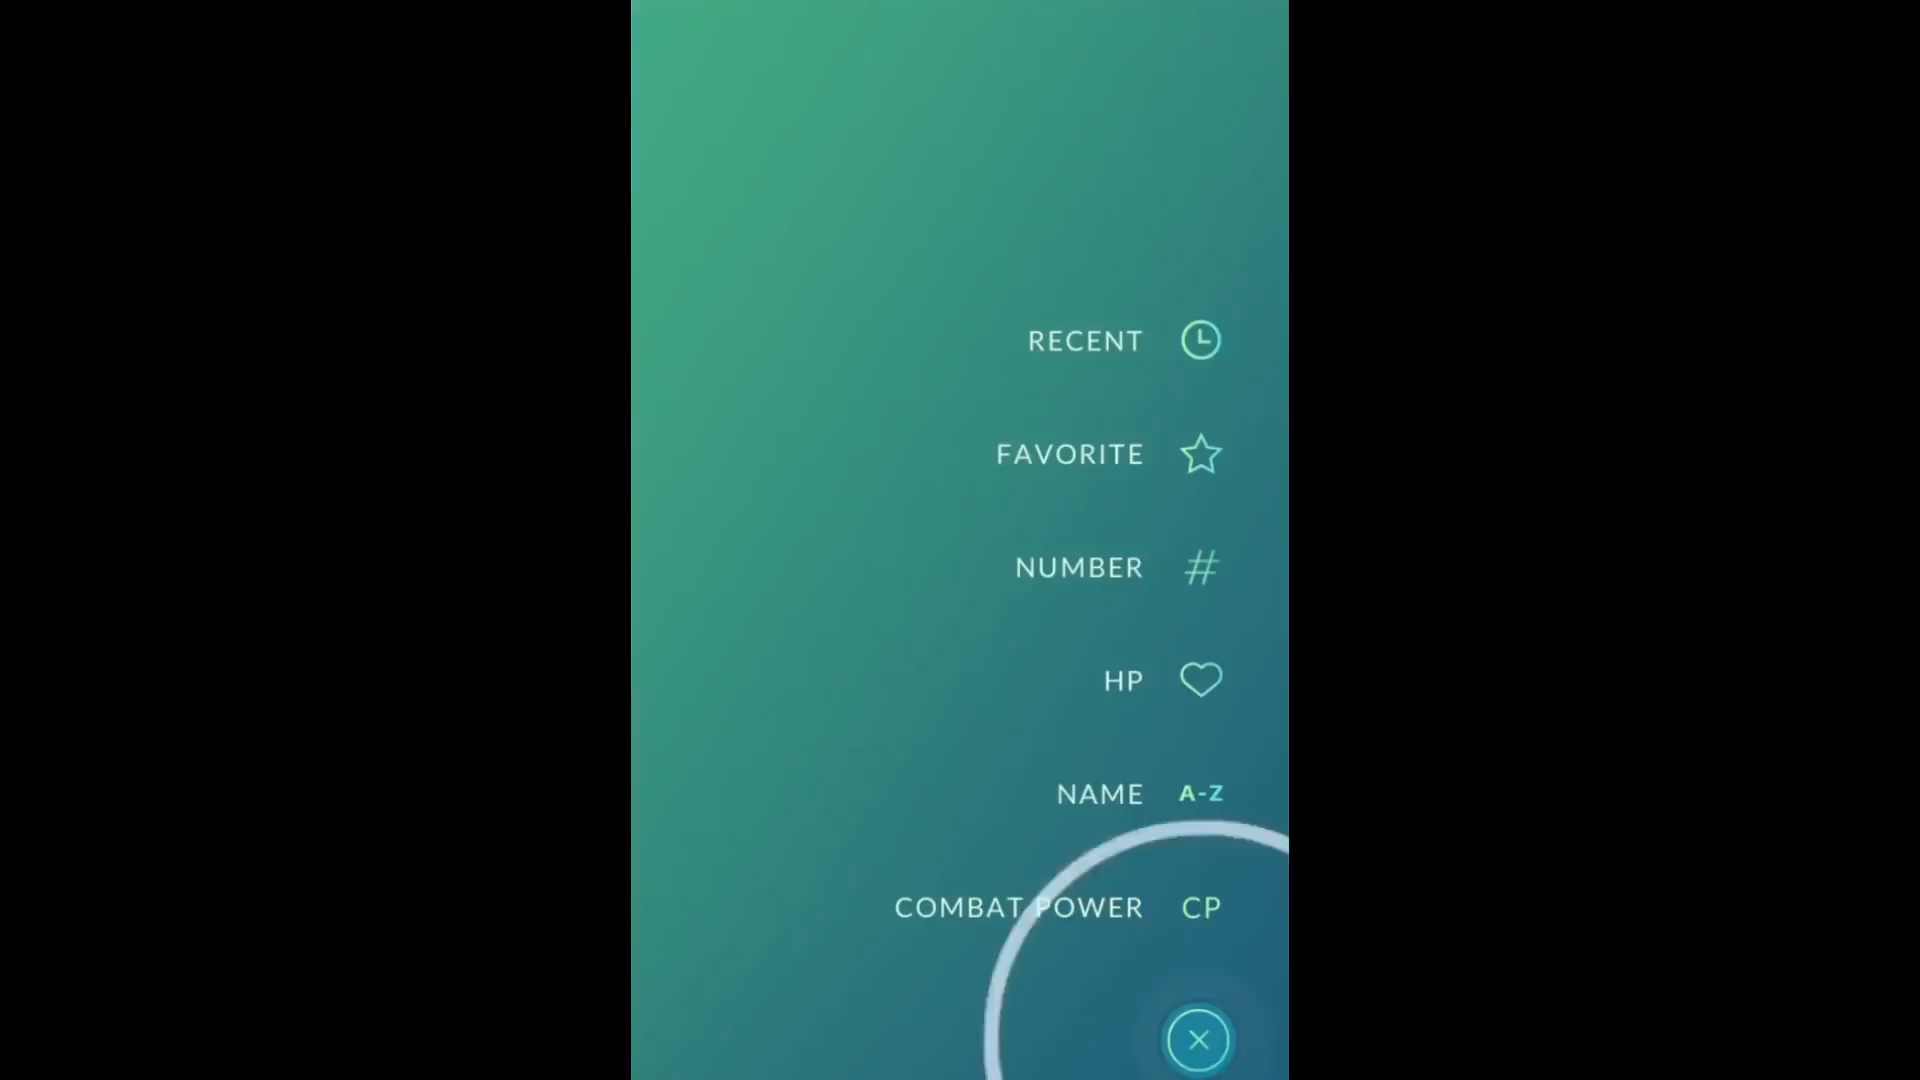 RECENT
FAVORITE
NUMBER #
HP
NAME A-Z
COMBAT POWER CP